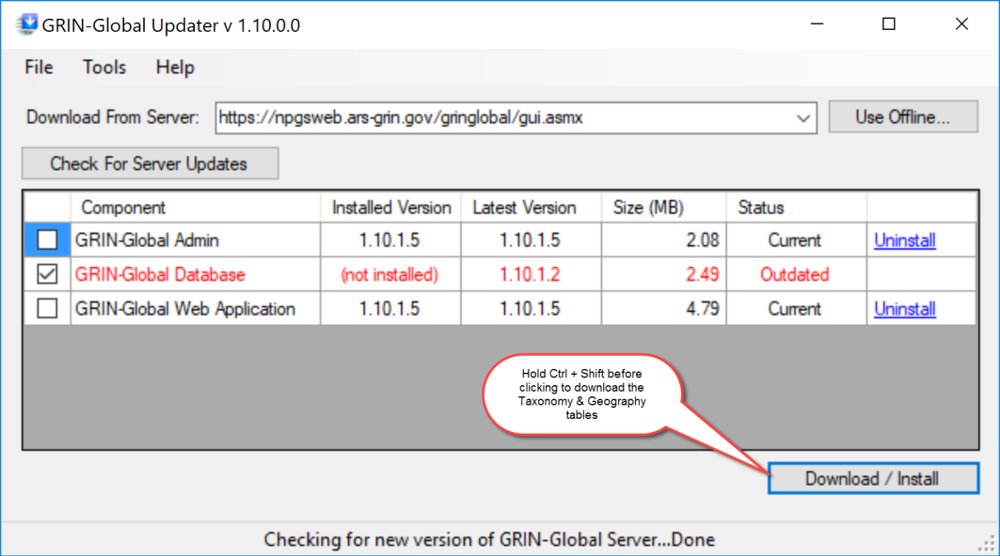 GRIN-Global Updater v 1.10.0.0
File Tools Help
Download From Server: https://npgsweb.ars-grin.gov/gringlobal/gui.asmx Use Offline...
Check For Server Updates
Component Installed Version Latest Version Size (MB) Status
GRIN-Global Admin 1.10.1.5 1.10.1.5 2.08 Current Uninstall
GRIN-Global Database (not installed) 1.10.1.2 2.49 Outdated
GRIN-Global Web Application 1.10.1.5 1.10.1.5 4.79 Current Uninstall
Hold Ctrl + Shift before
clicking to download the
Taxonomy & Geography
tables
Download / Install
Checking for new version of GRIN-Global Server...Done